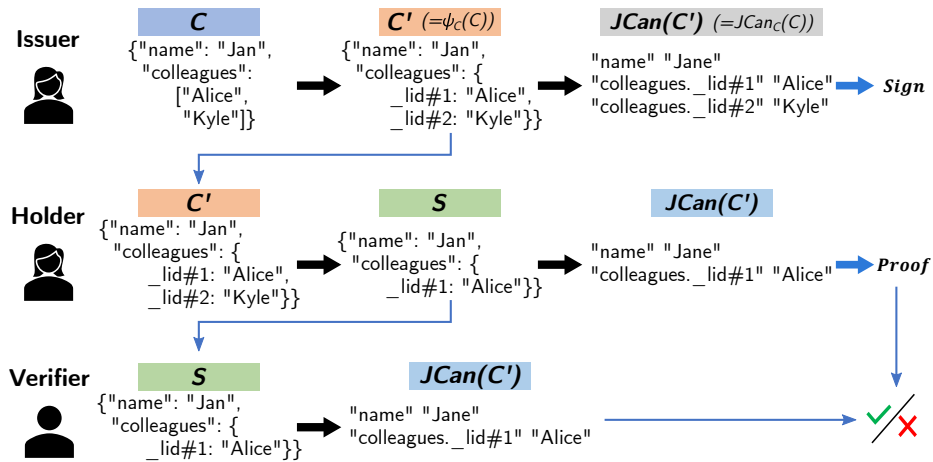 Issuer
C
{"name": "Jan",
"colleagues":
["Alice",
"Kyle"]}
C' (=ψ_C(C))
{"name": "Jan",
"colleagues": {
_lid#1: "Alice",
_lid#2: "Kyle"}}
JCan(C') (=JCan_C(C))
"name" "Jane"
"colleagues._lid#1" "Alice"
"colleagues._lid#2" "Kyle"
Sign
Holder
C'
{"name": "Jan",
"colleagues": {
_lid#1: "Alice",
_lid#2: "Kyle"}}
S
{"name": "Jan",
"colleagues": {
_lid#1: "Alice"}}
JCan(C')
"name" "Jane"
"colleagues._lid#1" "Alice"
Proof
Verifier
S
{"name": "Jan",
"colleagues": {
_lid#1: "Alice"}}
JCan(C')
"name" "Jane"
"colleagues._lid#1" "Alice"